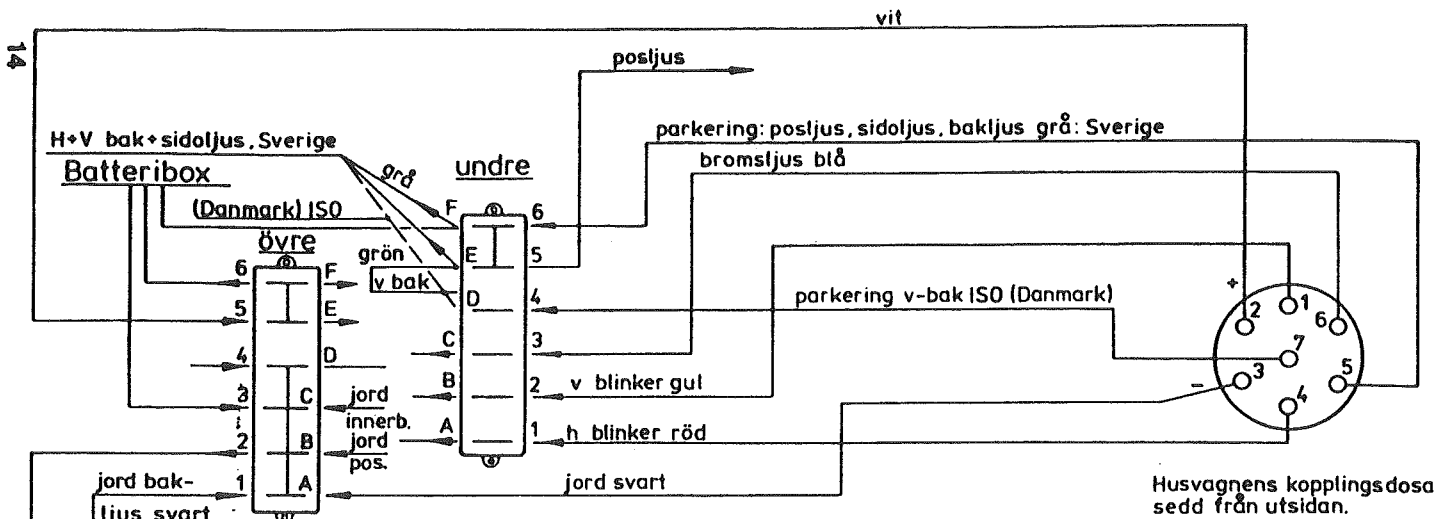 vit
14
posljus
H+V bak+sidoljus, Sverige
parkering: posljus, sidoljus, bakljus grå: Sverige
Batteribox
undre
bromsljus blå
grå
(Danmark) ISO
F
6
övre
grön
E
5
6
F
v bak
D
4
parkering v-bak ISO (Danmark)
+
2
1
6
5
E
C
3
7
4
D
B
2
v blinker gul
-
3
5
3
C
jord
innerb.
4
A
1
h blinker röd
2
B
jord
pos.
1
A
jord svart
jord bak-
ljus svart
Husvagnens kopplingsdosa
sedd från utsidan.